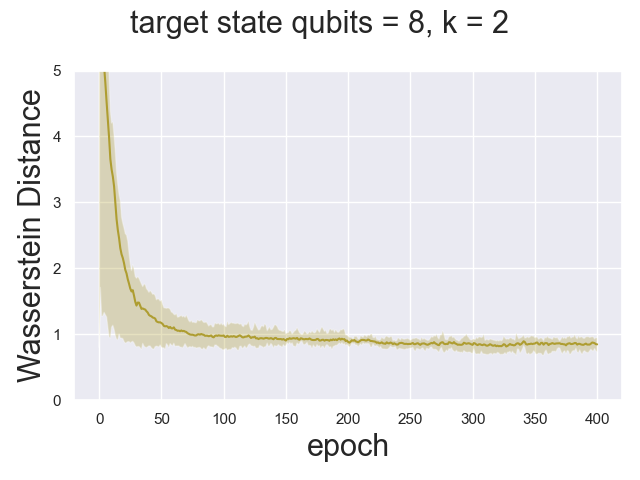 target state qubits = 8, k = 2
Wasserstein Distance
5
4
3
2
1
0
0 50 100 150 200 250 300 350 400
epoch